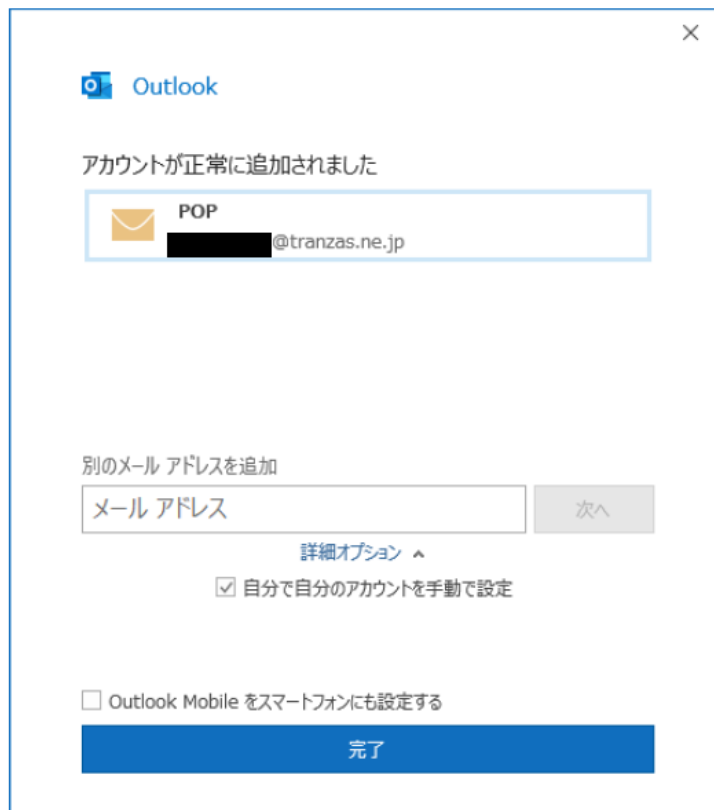 Outlook
アカウントが正常に追加されました
POP
@tranzas.ne.jp
別のメール アドレスを追加
メール アドレス
次へ
詳細オプション
自分で自分のアカウントを手動で設定
Outlook Mobile をスマートフォンにも設定する
完了